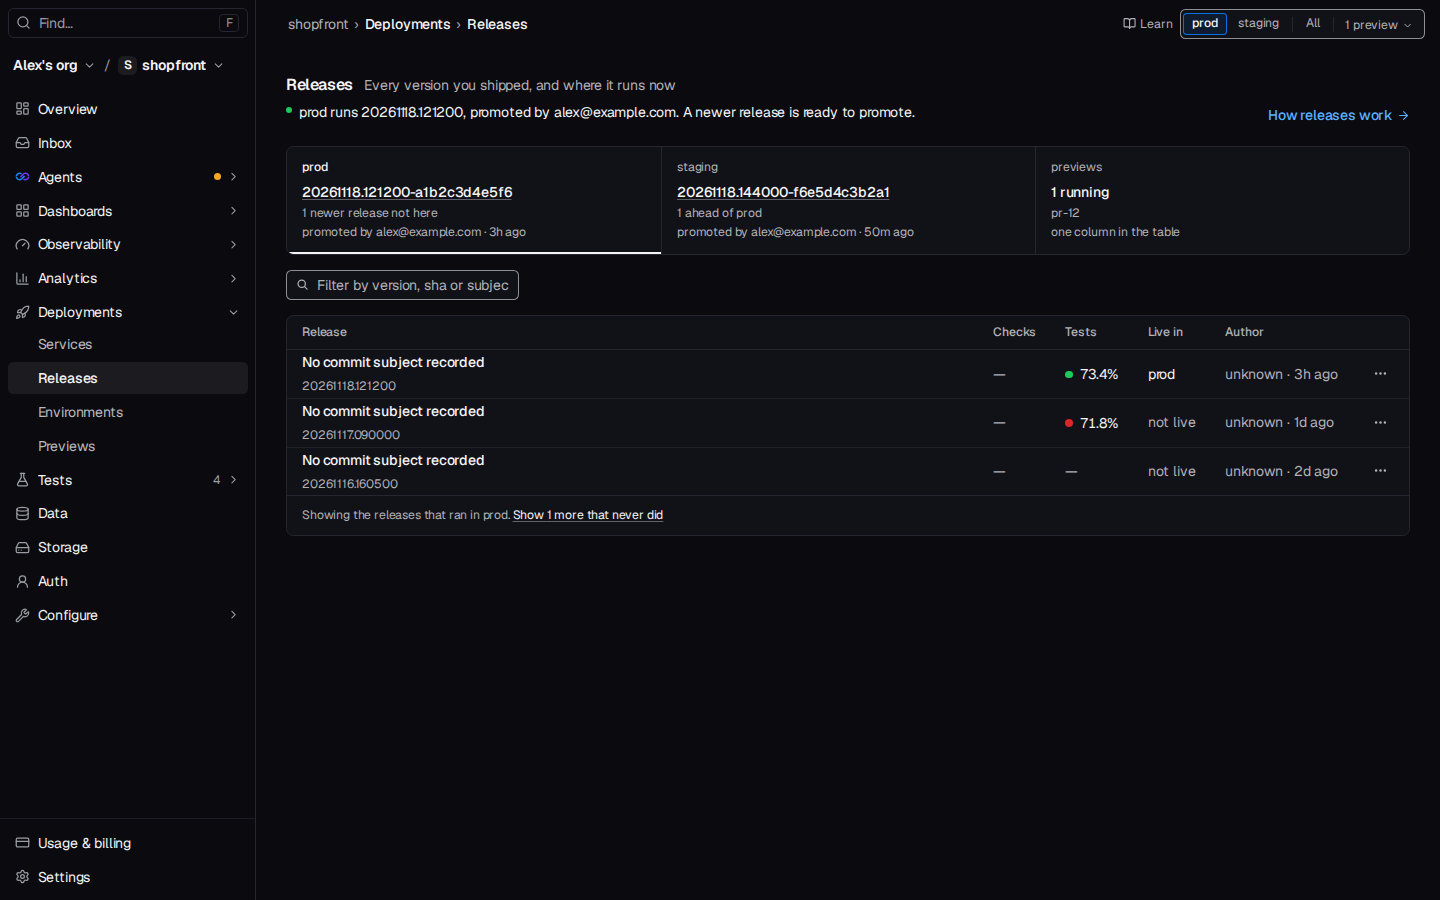 Find...
F
Alex's org
/
S
shopfront
Overview
Inbox
Agents
Dashboards
Observability
Analytics
Deployments
Services
Releases
Environments
Previews
Tests
4
Data
Storage
Auth
Configure
Usage & billing
Settings
shopfront › Deployments › Releases
Learn
prod
staging
All
1 preview
Releases
Every version you shipped, and where it runs now
prod runs 20261118.121200, promoted by alex@example.com. A newer release is ready to promote.
How releases work →
prod
20261118.121200-a1b2c3d4e5f6
1 newer release not here
promoted by alex@example.com · 3h ago
staging
20261118.144000-f6e5d4c3b2a1
1 ahead of prod
promoted by alex@example.com · 50m ago
previews
1 running
pr-12
one column in the table
Filter by version, sha or subjec
Release
Checks
Tests
Live in
Author
No commit subject recorded
20261118.121200
—
73.4%
prod
unknown · 3h ago
No commit subject recorded
20261117.090000
—
71.8%
not live
unknown · 1d ago
No commit subject recorded
20261116.160500
—
—
not live
unknown · 2d ago
Showing the releases that ran in prod. Show 1 more that never did